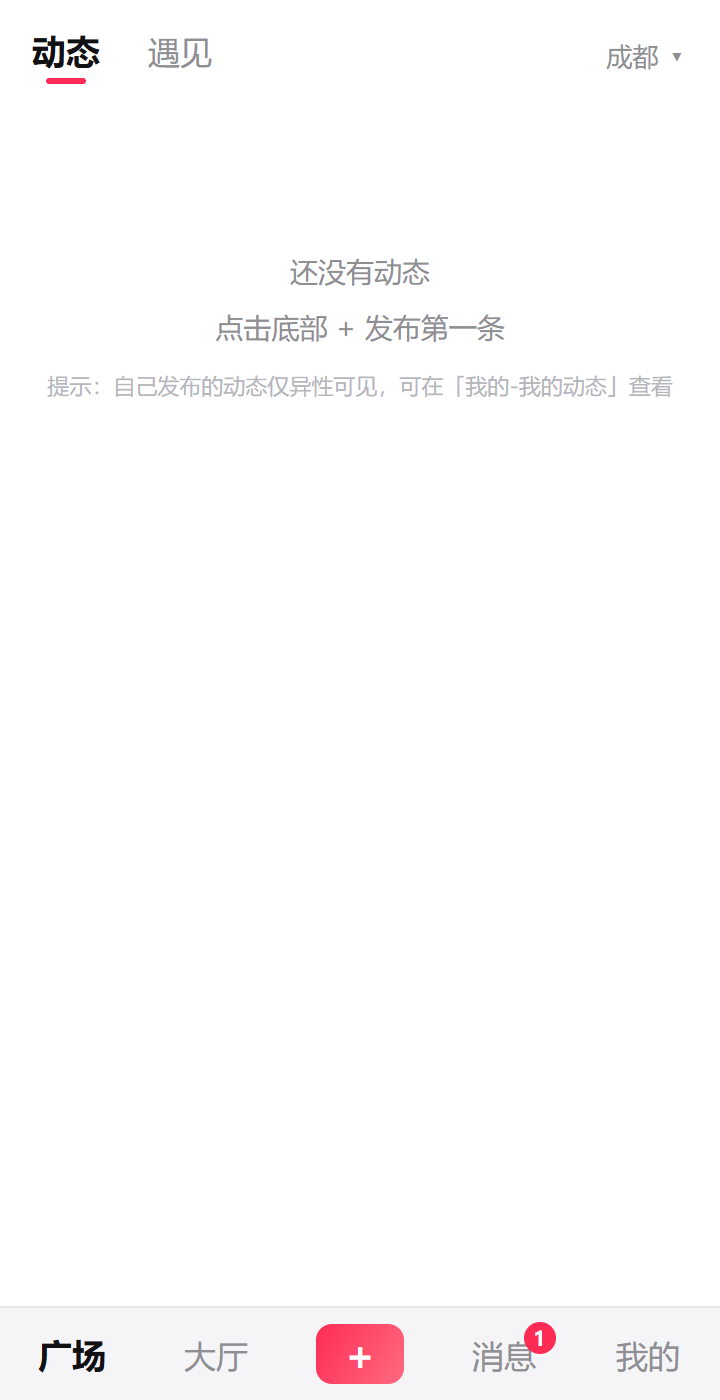 动态 遇见 成都 ▼
还没有动态
点击底部 + 发布第一条
提示：自己发布的动态仅异性可见，可在「我的-我的动态」查看
广场 大厅 + 消息 1 我的